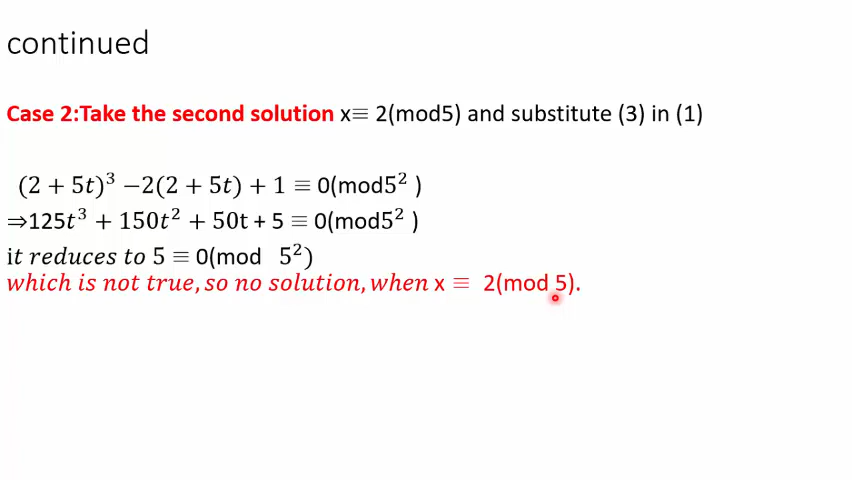 continued
Case 2:Take the second solution x≡ 2(mod5) and substitute (3) in (1)
(2 + 5𝑡)³ −2(2 + 5𝑡) + 1 ≡ 0(mod5² )
⇒125𝑡³ + 150𝑡² + 50t + 5 ≡ 0(mod5² )
i𝑡 𝑟𝑒𝑑𝑢𝑐𝑒𝑠 𝑡𝑜 5 ≡ 0(mod 5²)
𝑤ℎ𝑖𝑐ℎ 𝑖𝑠 𝑛𝑜𝑡 𝑡𝑟𝑢𝑒, 𝑠𝑜 𝑛𝑜 𝑠𝑜𝑙𝑢𝑡𝑖𝑜𝑛, 𝑤ℎ𝑒𝑛 x ≡ 2(mod 5).